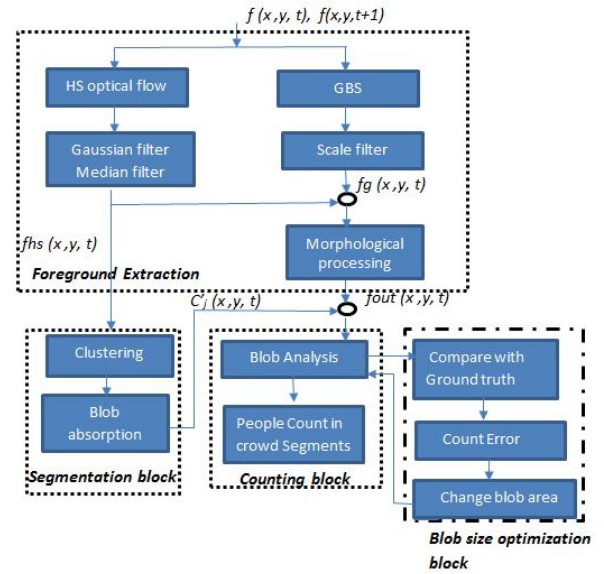 f (x ,y, t), f(x,y,t+1)
HS optical flow
GBS
Gaussian filter
Median filter
Scale filter
fg (x ,y, t)
fhs (x ,y, t)
Morphological
processing
Foreground Extraction
C'j (x ,y, t)
fout (x ,y, t)
Clustering
Blob
absorption
Segmentation block
Blob Analysis
People Count in
crowd Segments
Counting block
Compare with
Ground truth
Count Error
Change blob area
Blob size optimization
block